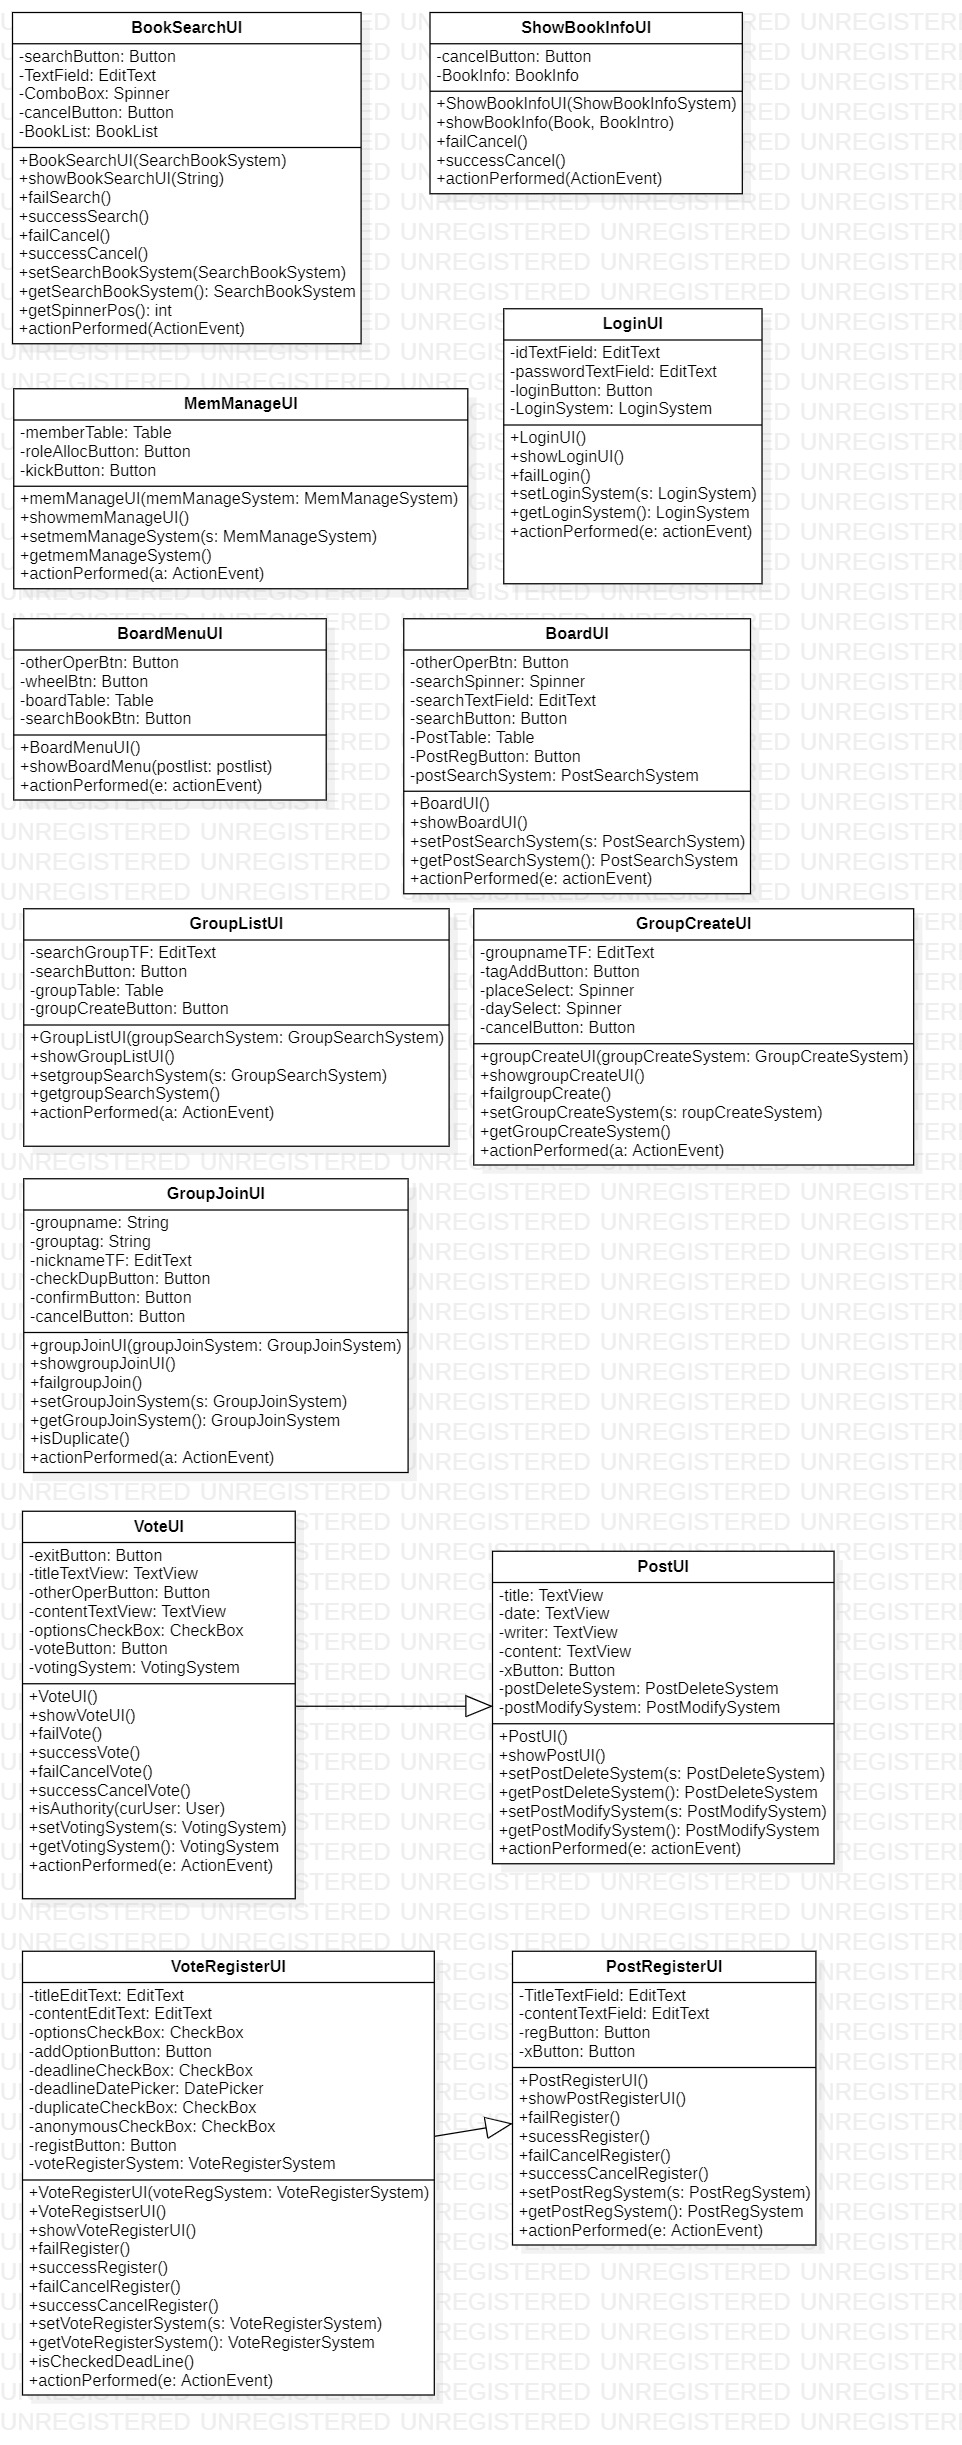 BookSearchUI
-searchButton: Button
-TextField: EditText
-ComboBox: Spinner
-cancelButton: Button
-BookList: BookList
+BookSearchUI(SearchBookSystem)
+showBookSearchUI(String)
+failSearch()
+successSearch()
+failCancel()
+successCancel()
+setSearchBookSystem(SearchBookSystem)
+getSearchBookSystem(): SearchBookSystem
+getSpinnerPos(): int
+actionPerformed(ActionEvent)
ShowBookInfoUI
-cancelButton: Button
-BookInfo: BookInfo
+ShowBookInfoUI(ShowBookInfoSystem)
+showBookInfo(Book, BookIntro)
+failCancel()
+successCancel()
+actionPerformed(ActionEvent)
LoginUI
-idTextField: EditText
-passwordTextField: EditText
-loginButton: Button
-LoginSystem: LoginSystem
+LoginUI()
+showLoginUI()
+failLogin()
+setLoginSystem(s: LoginSystem)
+getLoginSystem(): LoginSystem
+actionPerformed(e: actionEvent)
MemManageUI
-memberTable: Table
-roleAllocButton: Button
-kickButton: Button
+memManageUI(memManageSystem: MemManageSystem)
+showmemManageUI()
+setmemManageSystem(s: MemManageSystem)
+getmemManageSystem()
+actionPerformed(a: ActionEvent)
BoardMenuUI
-otherOperBtn: Button
-wheelBtn: Button
-boardTable: Table
-searchBookBtn: Button
+BoardMenuUI()
+showBoardMenu(postlist: postlist)
+actionPerformed(e: actionEvent)
BoardUI
-otherOperBtn: Button
-searchSpinner: Spinner
-searchTextField: EditText
-searchButton: Button
-PostTable: Table
-PostRegButton: Button
-postSearchSystem: PostSearchSystem
+BoardUI()
+showBoardUI()
+setPostSearchSystem(s: PostSearchSystem)
+getPostSearchSystem(): PostSearchSystem
+actionPerformed(e: actionEvent)
GroupListUI
-searchGroupTF: EditText
-searchButton: Button
-groupTable: Table
-groupCreateButton: Button
+GroupListUI(groupSearchSystem: GroupSearchSystem)
+showGroupListUI()
+setgroupSearchSystem(s: GroupSearchSystem)
+getgroupSearchSystem()
+actionPerformed(a: ActionEvent)
GroupCreateUI
-groupnameTF: EditText
-tagAddButton: Button
-placeSelect: Spinner
-daySelect: Spinner
-cancelButton: Button
+groupCreateUI(groupCreateSystem: GroupCreateSystem)
+showgroupCreateUI()
+failgroupCreate()
+setGroupCreateSystem(s: roupCreateSystem)
+getGroupCreateSystem()
+actionPerformed(a: ActionEvent)
GroupJoinUI
-groupname: String
-grouptag: String
-nicknameTF: EditText
-checkDupButton: Button
-confirmButton: Button
-cancelButton: Button
+groupJoinUI(groupJoinSystem: GroupJoinSystem)
+showgroupJoinUI()
+failgroupJoin()
+setGroupJoinSystem(s: GroupJoinSystem)
+getGroupJoinSystem(): GroupJoinSystem
+isDuplicate()
+actionPerformed(a: ActionEvent)
VoteUI
-exitButton: Button
-titleTextView: TextView
-otherOperButton: Button
-contentTextView: TextView
-optionsCheckBox: CheckBox
-voteButton: Button
-votingSystem: VotingSystem
+VoteUI()
+showVoteUI()
+failVote()
+successVote()
+failCancelVote()
+successCancelVote()
+isAuthority(curUser: User)
+setVotingSystem(s: VotingSystem)
+getVotingSystem(): VotingSystem
+actionPerformed(e: ActionEvent)
PostUI
-title: TextView
-date: TextView
-writer: TextView
-content: TextView
-xButton: Button
-postDeleteSystem: PostDeleteSystem
-postModifySystem: PostModifySystem
+PostUI()
+showPostUI()
+setPostDeleteSystem(s: PostDeleteSystem)
+getPostDeleteSystem(): PostDeleteSystem
+setPostModifySystem(s: PostModifySystem)
+getPostModifySystem(): PostModifySystem
+actionPerformed(e: actionEvent)
VoteRegisterUI
-titleEditText: EditText
-contentEditText: EditText
-optionsCheckBox: CheckBox
-addOptionButton: Button
-deadlineCheckBox: CheckBox
-deadlineDatePicker: DatePicker
-duplicateCheckBox: CheckBox
-anonymousCheckBox: CheckBox
-registButton: Button
-voteRegisterSystem: VoteRegisterSystem
+VoteRegisterUI(voteRegSystem: VoteRegisterSystem)
+VoteRegistserUI()
+showVoteRegisterUI()
+failRegister()
+successRegister()
+failCancelRegister()
+successCancelRegister()
+setVoteRegisterSystem(s: VoteRegisterSystem)
+getVoteRegisterSystem(): VoteRegisterSystem
+isCheckedDeadLine()
+actionPerformed(e: ActionEvent)
PostRegisterUI
-TitleTextField: EditText
-contentTextField: EditText
-regButton: Button
-xButton: Button
+PostRegisterUI()
+showPostRegisterUI()
+failRegister()
+sucessRegister()
+failCancelRegister()
+successCancelRegister()
+setPostRegSystem(s: PostRegSystem)
+getPostRegSystem(): PostRegSystem
+actionPerformed(e: ActionEvent)
UNREGISTERED UNREGISTERED UNREGISTERED UNREGISTERED